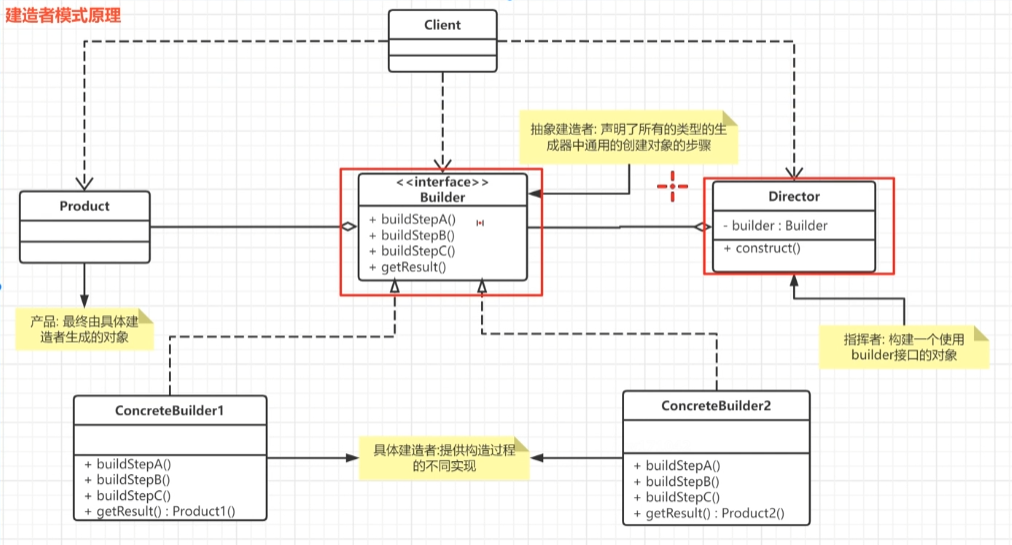 建造者模式原理
Client
抽象建造者: 声明了所有的类型的生
成器中通用的创建对象的步骤
<<interface>>
Builder
+ buildStepA()
+ buildStepB()
+ buildStepC()
+ getResult()
Product
Director
- builder : Builder
+ construct()
产品: 最终由具体建
造者生成的对象
指挥者: 构建一个使用
builder接口的对象
ConcreteBuilder1
+ buildStepA()
+ buildStepB()
+ buildStepC()
+ getResult() : Product1()
具体建造者:提供构造过程
的不同实现
ConcreteBuilder2
+ buildStepA()
+ buildStepB()
+ buildStepC()
+ getResult() : Product2()